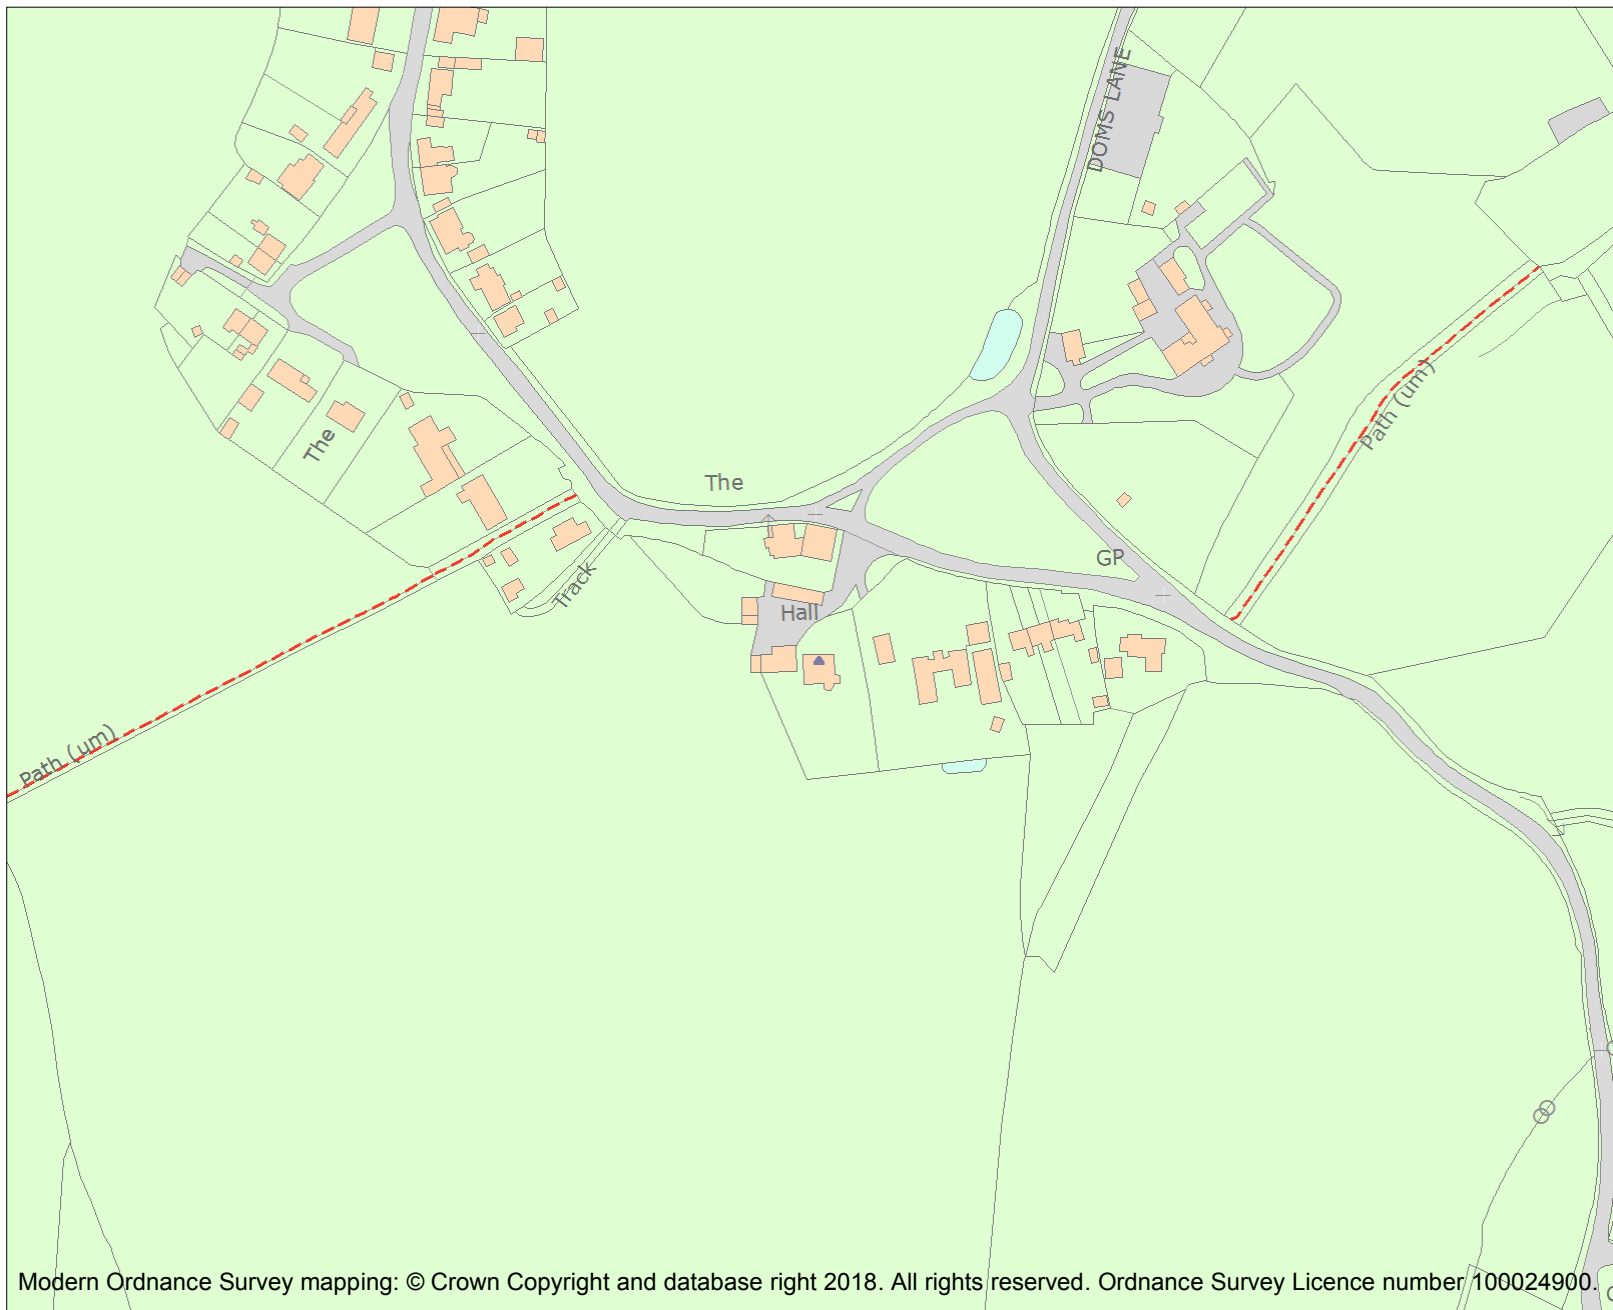 DOMS LANE
Path (um)
The
The
GP
Track
Hall
Path (um)
Modern Ordnance Survey mapping: © Crown Copyright and database right 2018. All rights reserved. Ordnance Survey Licence number 100024900.